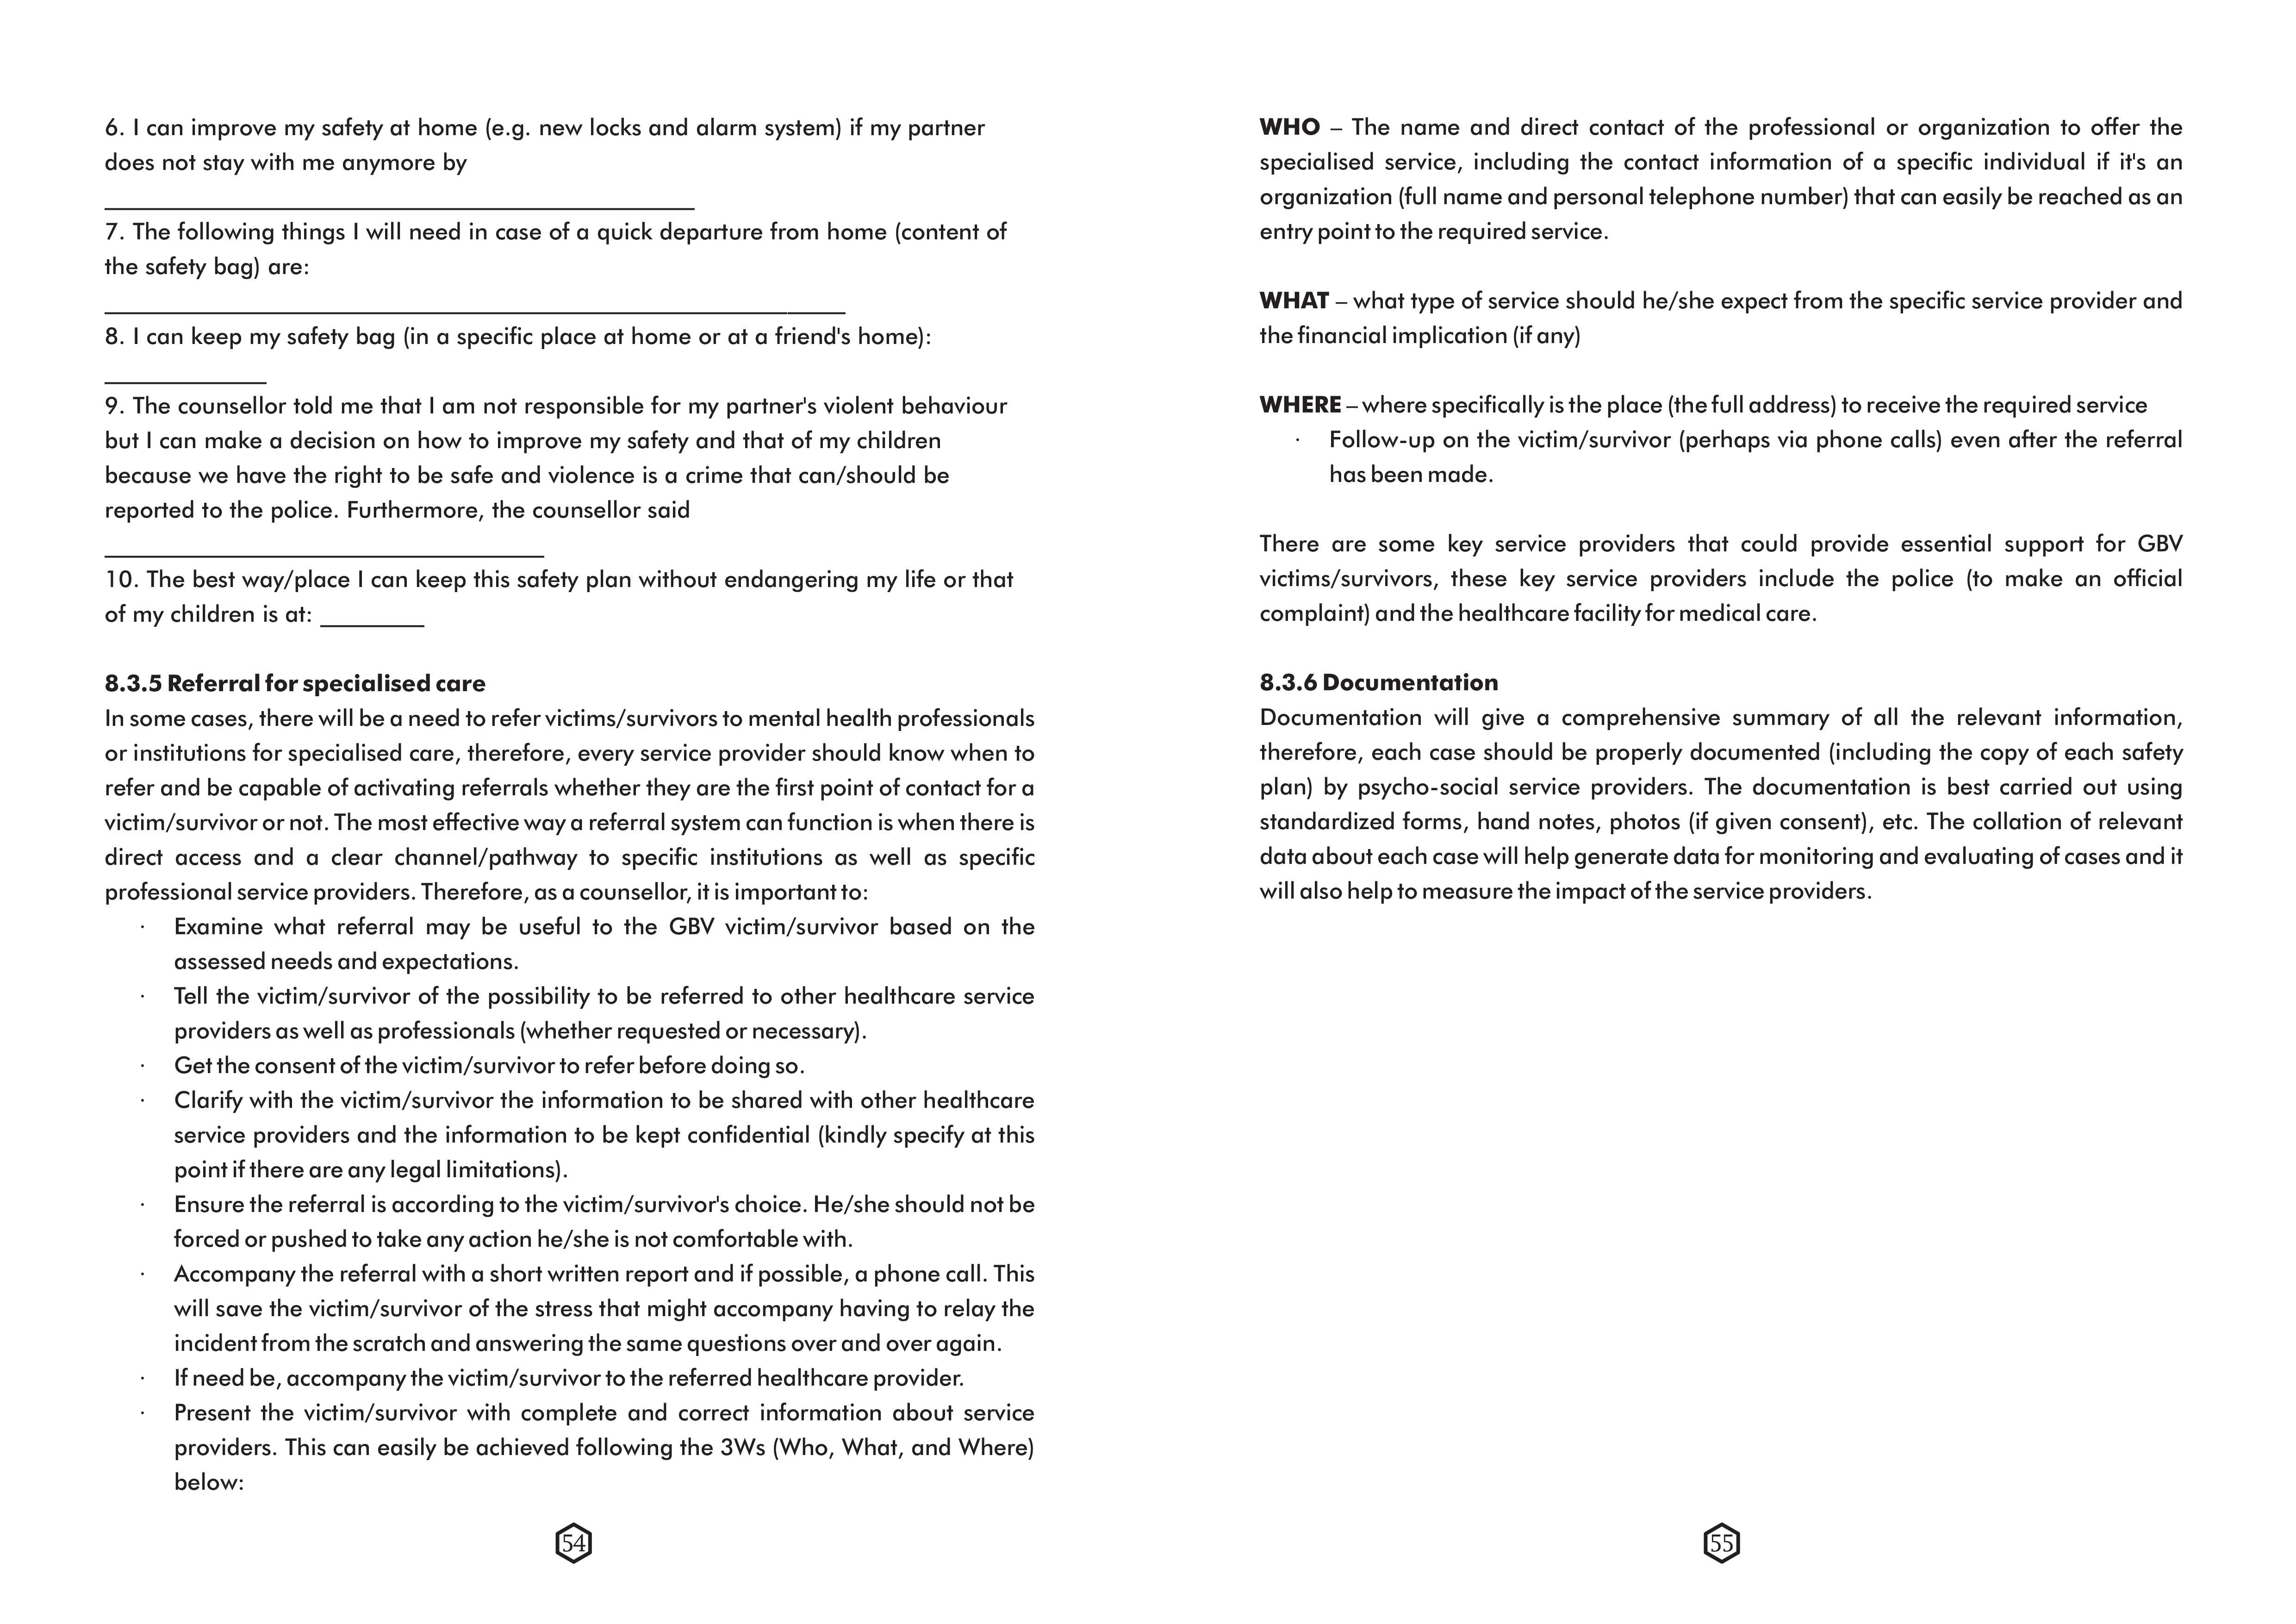 6. I can improve my safety at home (e.g. new locks and alarm system) if my partner
does not stay with me anymore by
_____________________________________________
7. The following things I will need in case of a quick departure from home (content of
the safety bag) are:
_________________________________________________________
8. I can keep my safety bag (in a specific place at home or at a friend's home):
____________
9. The counsellor told me that I am not responsible for my partner's violent behaviour
but I can make a decision on how to improve my safety and that of my children
because we have the right to be safe and violence is a crime that can/should be
reported to the police. Furthermore, the counsellor said
__________________________________
10. The best way/place I can keep this safety plan without endangering my life or that
of my children is at: ________
8.3.5 Referral for specialised care
In some cases, there will be a need to refer victims/survivors to mental health professionals
or institutions for specialised care, therefore, every service provider should know when to
refer and be capable of activating referrals whether they are the first point of contact for a
victim/survivor or not. The most effective way a referral system can function is when there is
direct access and a clear channel/pathway to specific institutions as well as specific
professional service providers. Therefore, as a counsellor, it is important to:
· Examine what referral may be useful to the GBV victim/survivor based on the
assessed needs and expectations.
· Tell the victim/survivor of the possibility to be referred to other healthcare service
providers as well as professionals (whether requested or necessary).
· Get the consent of the victim/survivor to refer before doing so.
· Clarify with the victim/survivor the information to be shared with other healthcare
service providers and the information to be kept confidential (kindly specify at this
point if there are any legal limitations).
· Ensure the referral is according to the victim/survivor's choice. He/she should not be
forced or pushed to take any action he/she is not comfortable with.
· Accompany the referral with a short written report and if possible, a phone call. This
will save the victim/survivor of the stress that might accompany having to relay the
incident from the scratch and answering the same questions over and over again.
· If need be, accompany the victim/survivor to the referred healthcare provider.
· Present the victim/survivor with complete and correct information about service
providers. This can easily be achieved following the 3Ws (Who, What, and Where)
below:
54
WHO – The name and direct contact of the professional or organization to offer the
specialised service, including the contact information of a specific individual if it's an
organization (full name and personal telephone number) that can easily be reached as an
entry point to the required service.
WHAT – what type of service should he/she expect from the specific service provider and
the financial implication (if any)
WHERE – where specifically is the place (the full address) to receive the required service
· Follow-up on the victim/survivor (perhaps via phone calls) even after the referral
has been made.
There are some key service providers that could provide essential support for GBV
victims/survivors, these key service providers include the police (to make an official
complaint) and the healthcare facility for medical care.
8.3.6 Documentation
Documentation will give a comprehensive summary of all the relevant information,
therefore, each case should be properly documented (including the copy of each safety
plan) by psycho-social service providers. The documentation is best carried out using
standardized forms, hand notes, photos (if given consent), etc. The collation of relevant
data about each case will help generate data for monitoring and evaluating of cases and it
will also help to measure the impact of the service providers.
55